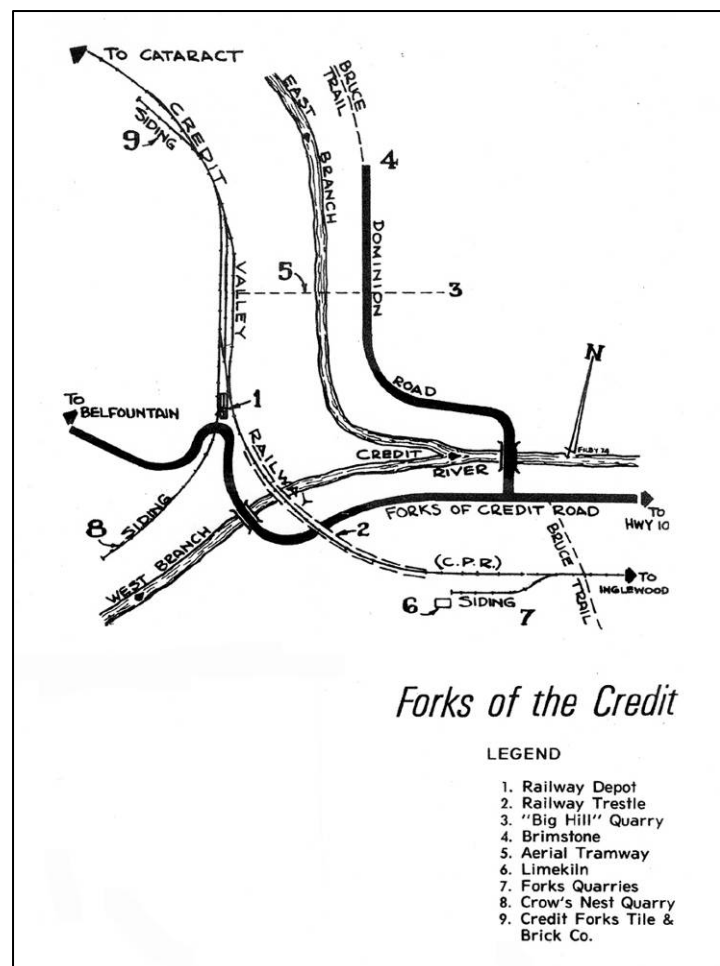 TO CATARACT
CREDIT
SIDING
9
EAST
BRANCH
BRUCE
TRAIL
4
DOMINION
VALLEY
5
3
ROAD
N
TO
BELFOUNTAIN
1
RAILWAY
CREDIT
RIVER
SIDING
8
2
FORKS OF CREDIT ROAD
TO
HWY 10
WEST BRANCH
(C.P.R.)
BRUCE
TRAIL
TO
INGLEWOOD
6
SIDING
7
Forks of the Credit
LEGEND
1. Railway Depot
2. Railway Trestle
3. "Big Hill" Quarry
4. Brimstone
5. Aerial Tramway
6. Limekiln
7. Forks Quarries
8. Crow's Nest Quarry
9. Credit Forks Tile &
Brick Co.